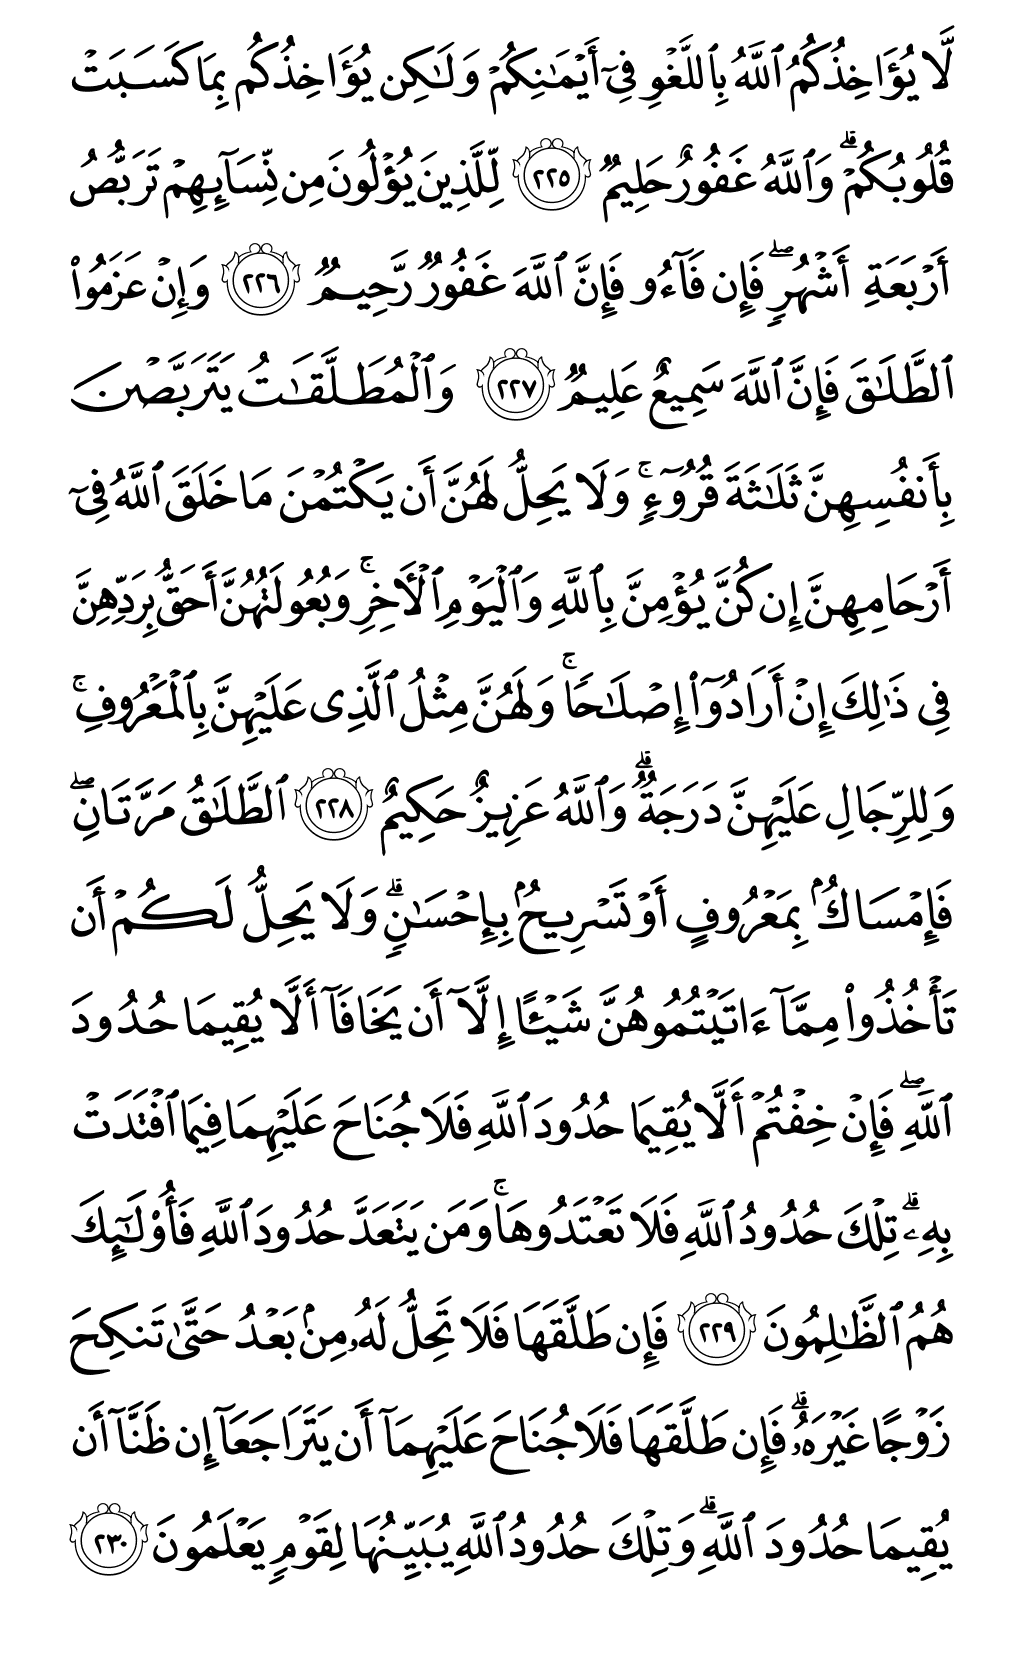 لَّا يُؤَاخِذُكُمُ ٱللَّهُ بِٱللَّغْوِ فِىٓ أَيْمَـٰنِكُمْ وَلَـٰكِن يُؤَاخِذُكُم بِمَا كَسَبَتْ
قُلُوبُكُمْ ۗ وَٱللَّهُ غَفُورٌ حَلِيمٌ ٢٢٥ لِّلَّذِينَ يُؤْلُونَ مِن نِّسَآئِهِمْ تَرَبُّصُ
أَرْبَعَةِ أَشْهُرٍ ۖ فَإِن فَآءُو فَإِنَّ ٱللَّهَ غَفُورٌ رَّحِيمٌ ٢٢٦ وَإِنْ عَزَمُوا۟
ٱلطَّلَـٰقَ فَإِنَّ ٱللَّهَ سَمِيعٌ عَلِيمٌ ٢٢٧ وَٱلْمُطَلَّقَـٰتُ يَتَرَبَّصْنَ
بِأَنفُسِهِنَّ ثَلَـٰثَةَ قُرُوٓءٍ ۚ وَلَا يَحِلُّ لَهُنَّ أَن يَكْتُمْنَ مَا خَلَقَ ٱللَّهُ فِىٓ
أَرْحَامِهِنَّ إِن كُنَّ يُؤْمِنَّ بِٱللَّهِ وَٱلْيَوْمِ ٱلْـَٔاخِرِ ۚ وَبُعُولَتُهُنَّ أَحَقُّ بِرَدِّهِنَّ
فِى ذَٰلِكَ إِنْ أَرَادُوٓا۟ إِصْلَـٰحًا ۚ وَلَهُنَّ مِثْلُ ٱلَّذِى عَلَيْهِنَّ بِٱلْمَعْرُوفِ ۚ
وَلِلرِّجَالِ عَلَيْهِنَّ دَرَجَةٌ ۗ وَٱللَّهُ عَزِيزٌ حَكِيمٌ ٢٢٨ ٱلطَّلَـٰقُ مَرَّتَانِ ۖ
فَإِمْسَاكٌۢ بِمَعْرُوفٍ أَوْ تَسْرِيحٌۢ بِإِحْسَـٰنٍ ۗ وَلَا يَحِلُّ لَكُمْ أَن
تَأْخُذُوا۟ مِمَّآ ءَاتَيْتُمُوهُنَّ شَيْـًٔا إِلَّآ أَن يَخَافَآ أَلَّا يُقِيمَا حُدُودَ
ٱللَّهِ ۖ فَإِنْ خِفْتُمْ أَلَّا يُقِيمَا حُدُودَ ٱللَّهِ فَلَا جُنَاحَ عَلَيْهِمَا فِيمَا ٱفْتَدَتْ
بِهِۦ ۗ تِلْكَ حُدُودُ ٱللَّهِ فَلَا تَعْتَدُوهَا ۚ وَمَن يَتَعَدَّ حُدُودَ ٱللَّهِ فَأُو۟لَـٰٓئِكَ
هُمُ ٱلظَّـٰلِمُونَ ٢٢٩ فَإِن طَلَّقَهَا فَلَا تَحِلُّ لَهُۥ مِنۢ بَعْدُ حَتَّىٰ تَنكِحَ
زَوْجًا غَيْرَهُۥ ۗ فَإِن طَلَّقَهَا فَلَا جُنَاحَ عَلَيْهِمَآ أَن يَتَرَاجَعَآ إِن ظَنَّآ أَن
يُقِيمَا حُدُودَ ٱللَّهِ ۗ وَتِلْكَ حُدُودُ ٱللَّهِ يُبَيِّنُهَا لِقَوْمٍ يَعْلَمُونَ ٢٣٠